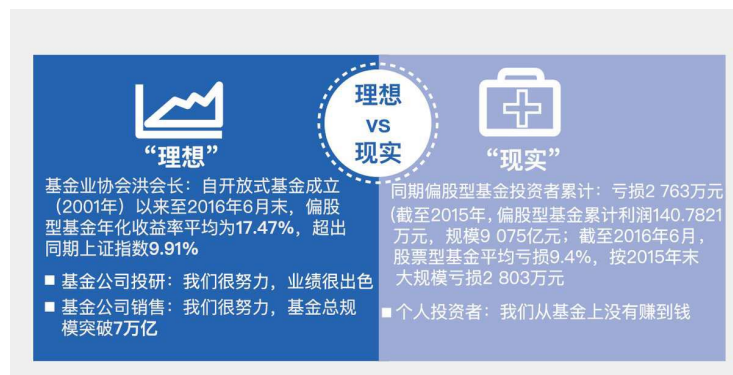 理想
vs
现实
“理想”
基金业协会洪会长：自开放式基金成立
（2001年）以来至2016年6月末，偏股
型基金年化收益率平均为17.47%，超出
同期上证指数9.91%
■ 基金公司投研：我们很努力，业绩很出色
■ 基金公司销售：我们很努力，基金总规
模突破7万亿
“现实”
同期偏股型基金投资者累计：亏损2 763万元
(截至2015年, 偏股型基金累计利润140.7821
万元，规模9 075亿元；截至2016年6月，
股票型基金平均亏损9.4%，按2015年末
大规模亏损2 803万元
■ 个人投资者：我们从基金上没有赚到钱